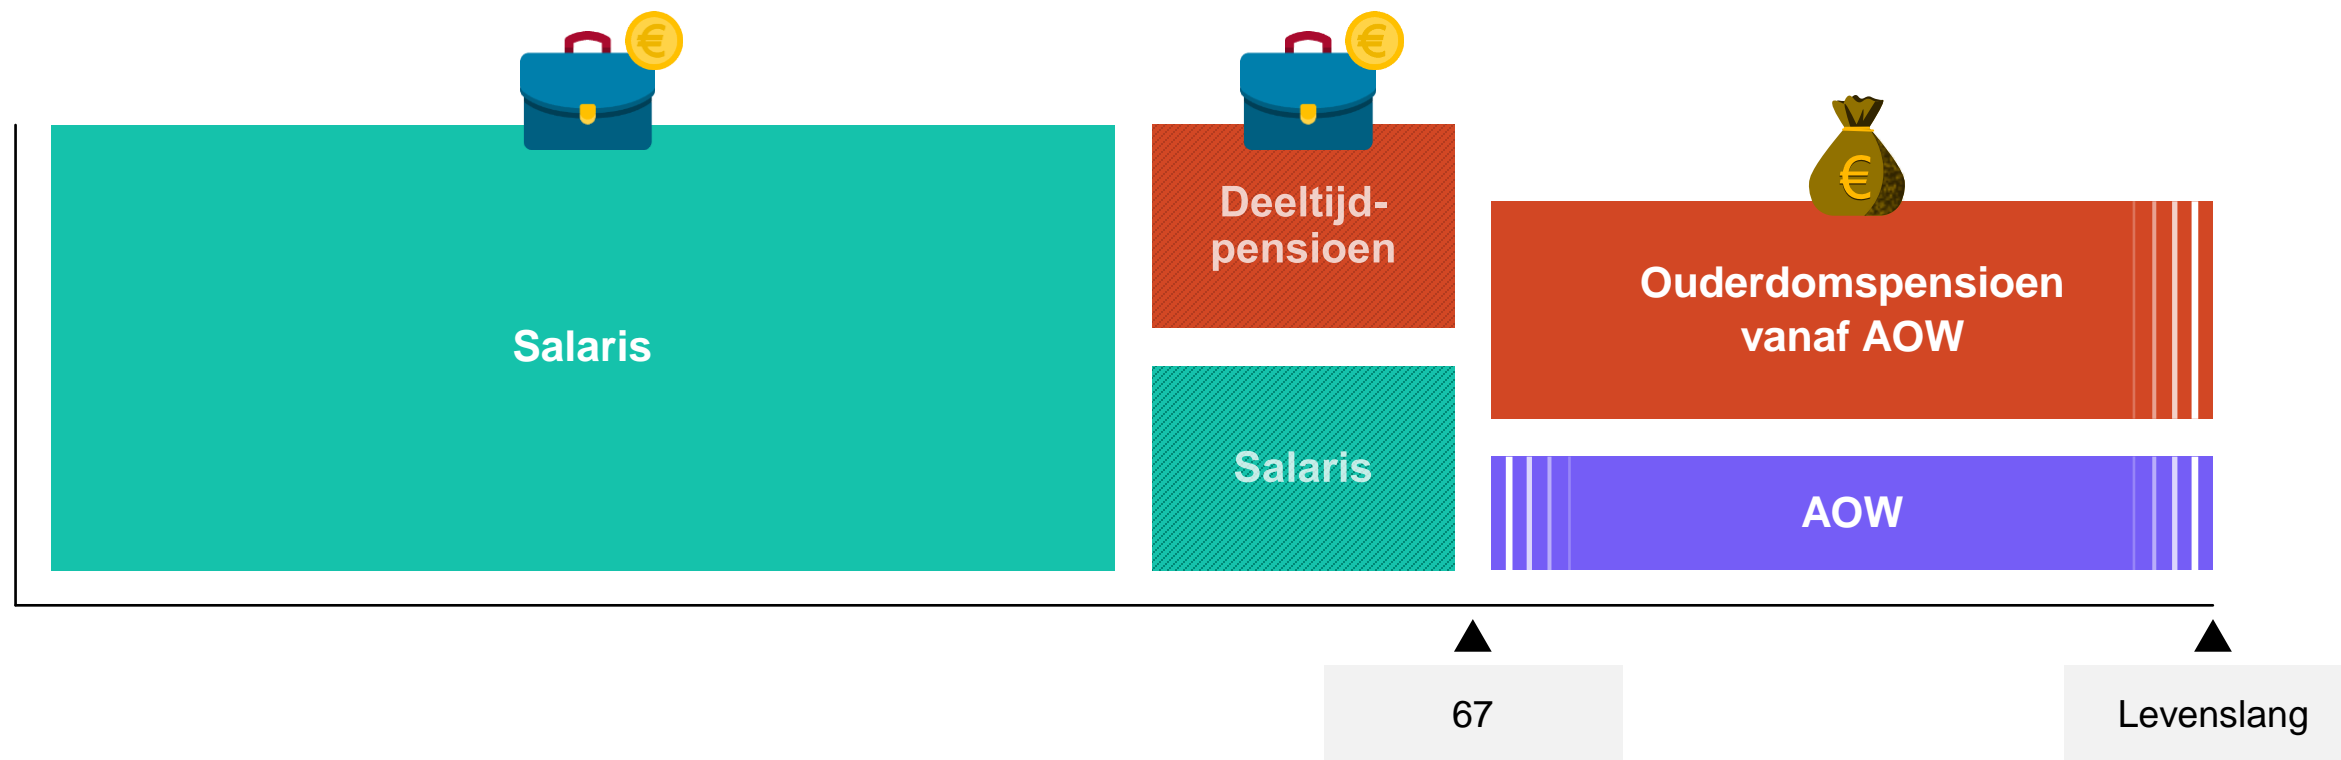 €
€
€
Deeltijd-
pensioen
Salaris
Salaris
Ouderdomspensioen
vanaf AOW
AOW
67
Levenslang